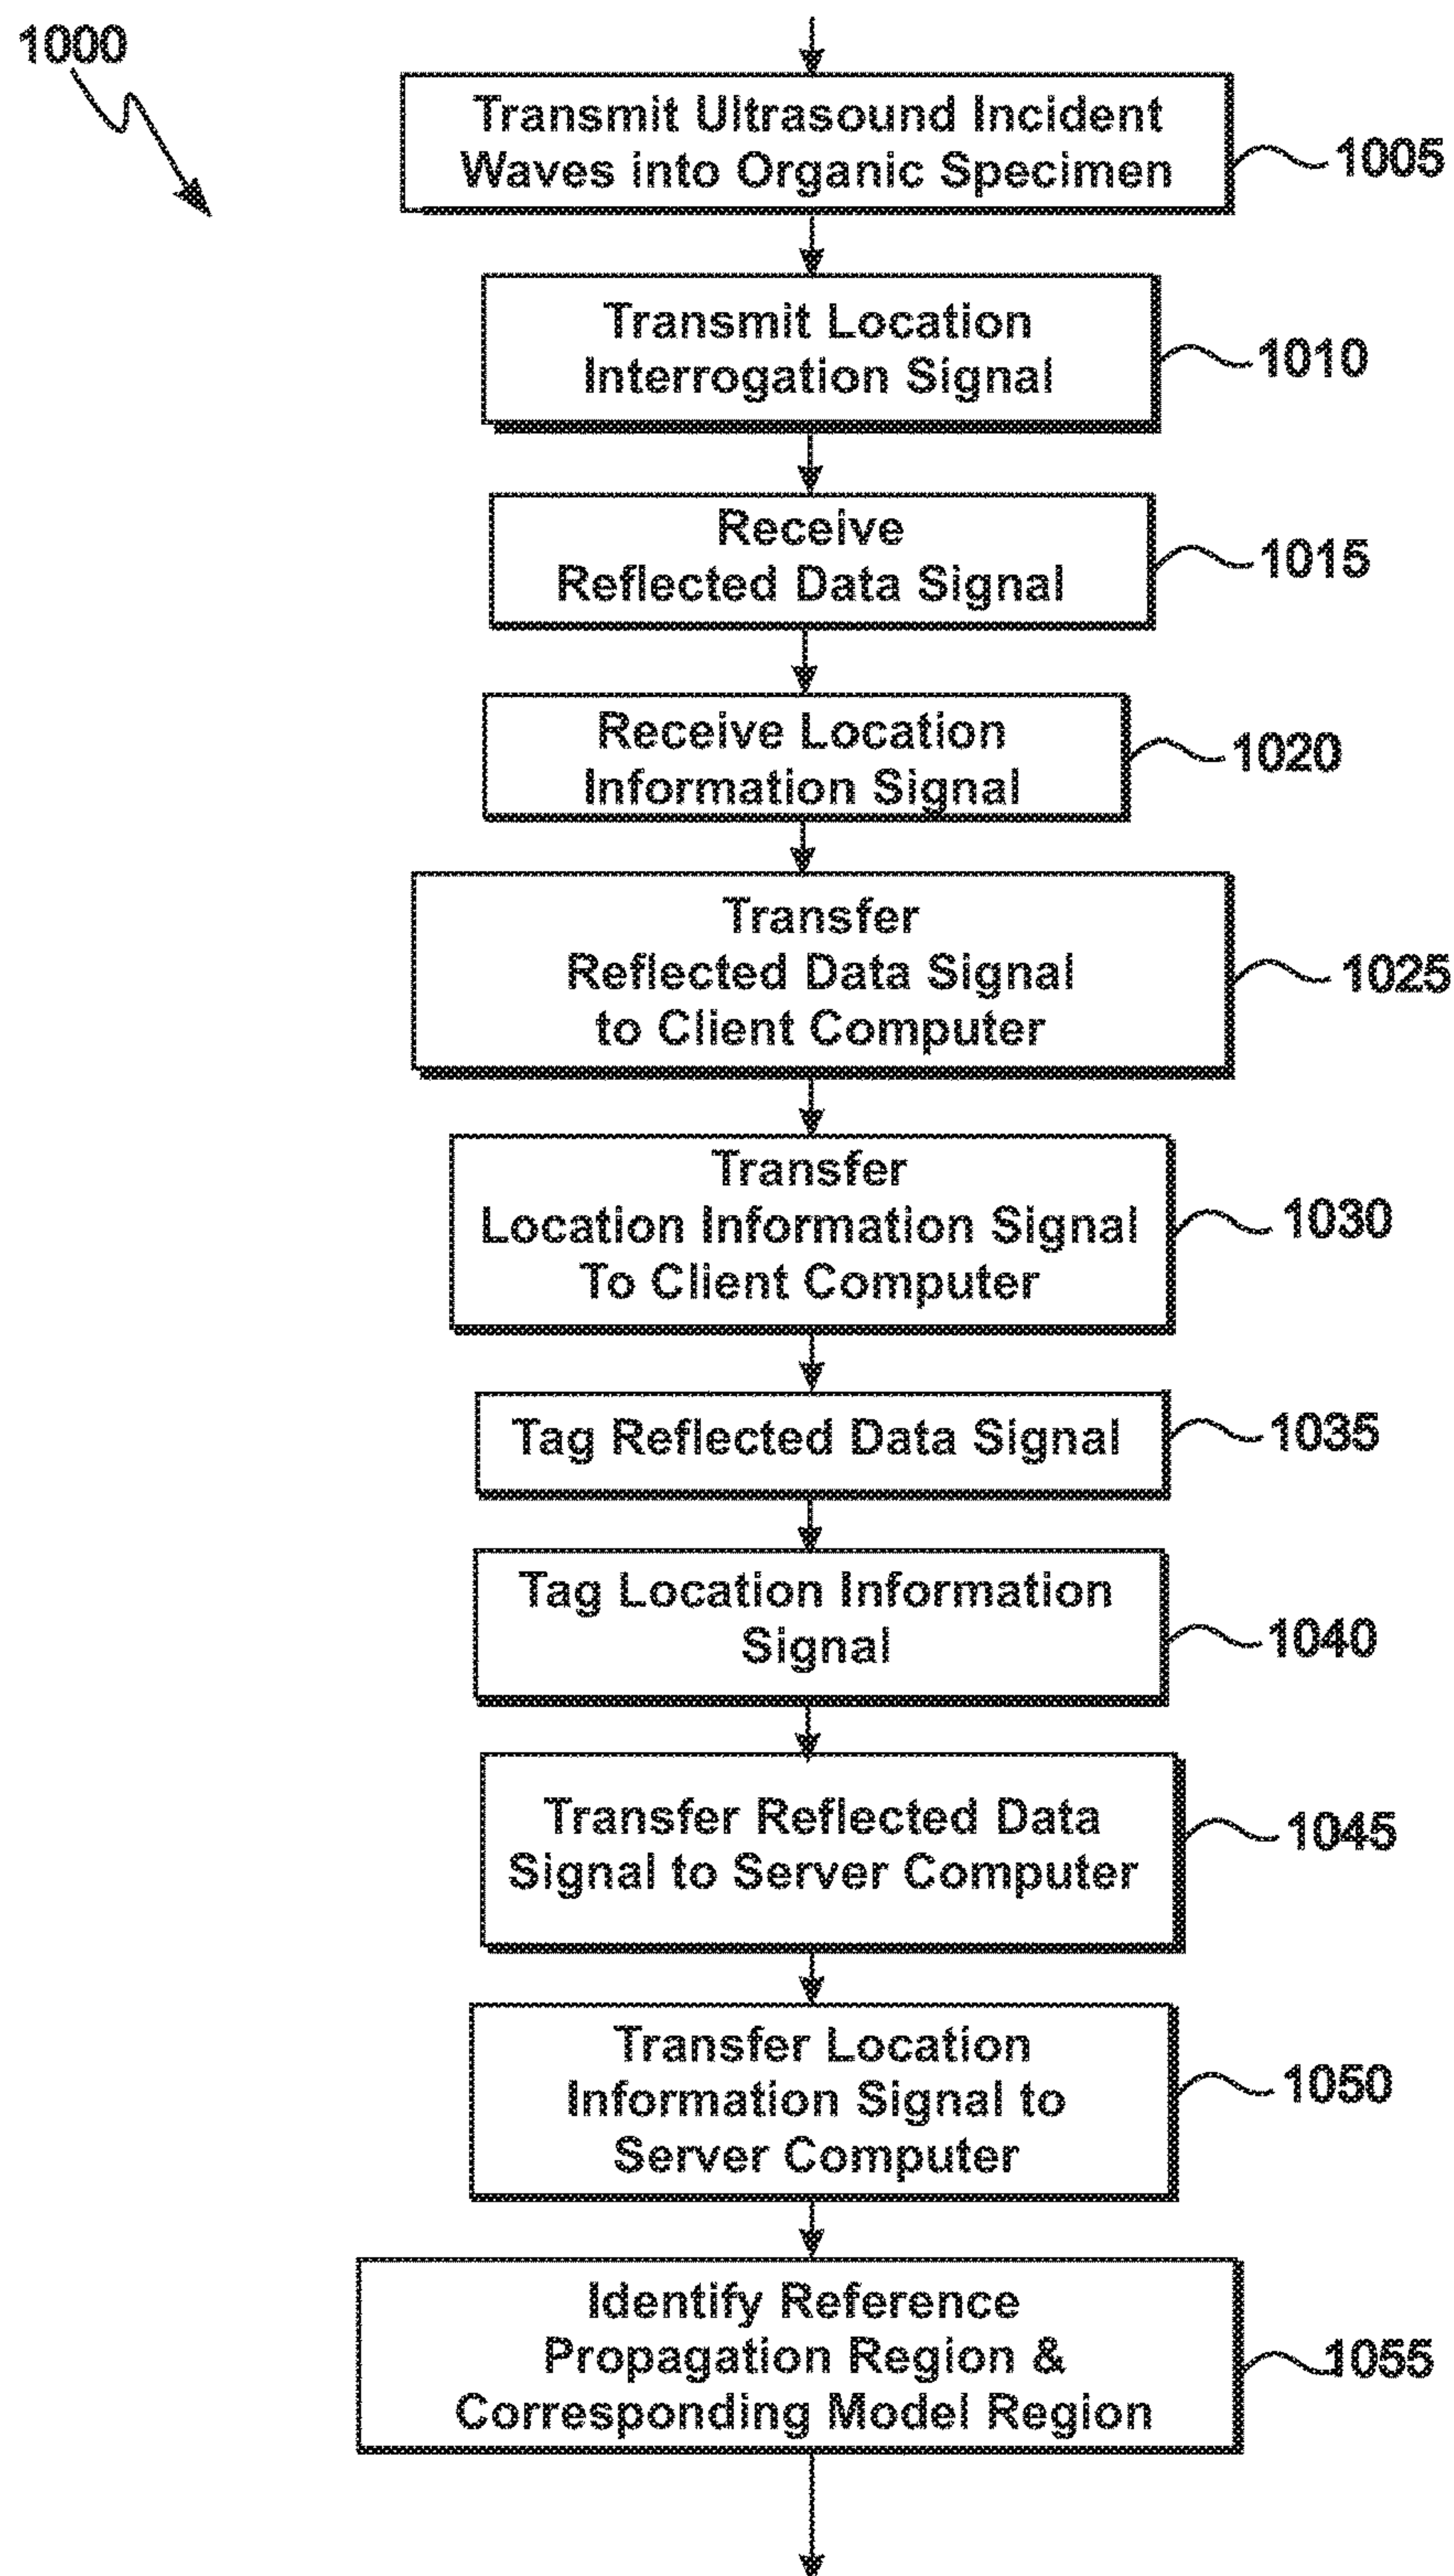 1000
Transmit Ultrasound Incident
Waves into Organic Specimen
1005
Transmit Location
Interrogation Signal
1010
Receive
Reflected Data Signal
1015
Receive Location
Information Signal
1020
Transfer
Reflected Data Signal
to Client Computer
1025
Transfer
Location Information Signal
To Client Computer
1030
Tag Reflected Data Signal
1035
Tag Location Information
Signal
1040
Transfer Reflected Data
Signal to Server Computer
1045
Transfer Location
Information Signal to
Server Computer
1050
Identify Reference
Propagation Region &
Corresponding Model Region
1055